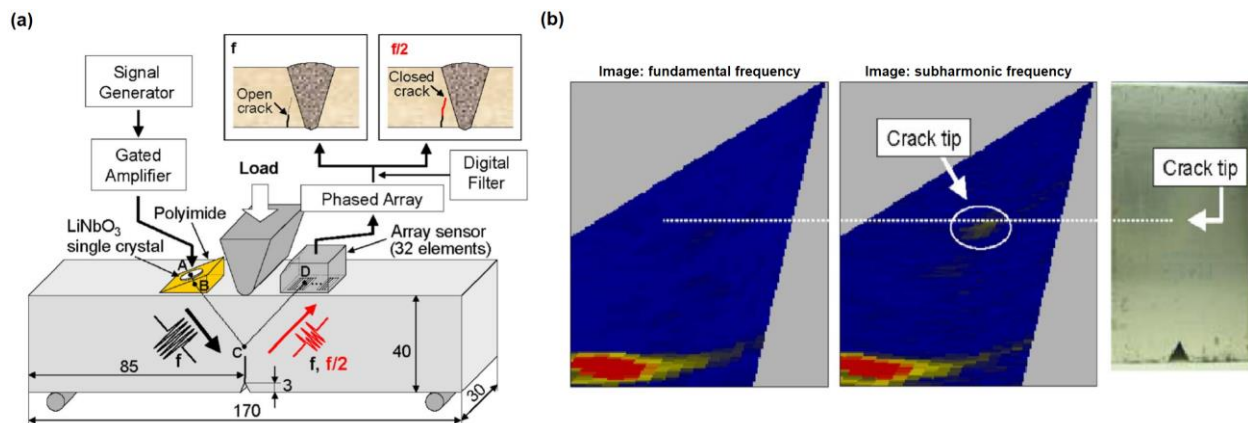 (a)
f
f/2
Signal
Generator
Open
crack
Closed
crack
Gated
Amplifier
Load
Digital
Filter
Phased Array
Polyimide
LiNbO3
single crystal
Array sensor
(32 elements)
A
B
D
...
f
C
f, f/2
85
40
3
170
30
(b)
Image: fundamental frequency
Image: subharmonic frequency
Crack tip
Crack tip